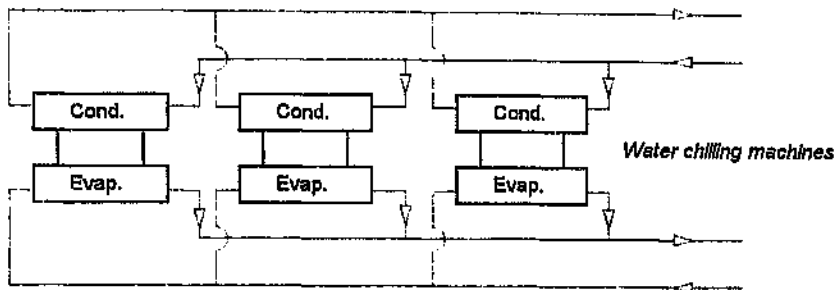 Cond. Cond. Cond.
Water chilling machines
Evap. Evap. Evap.